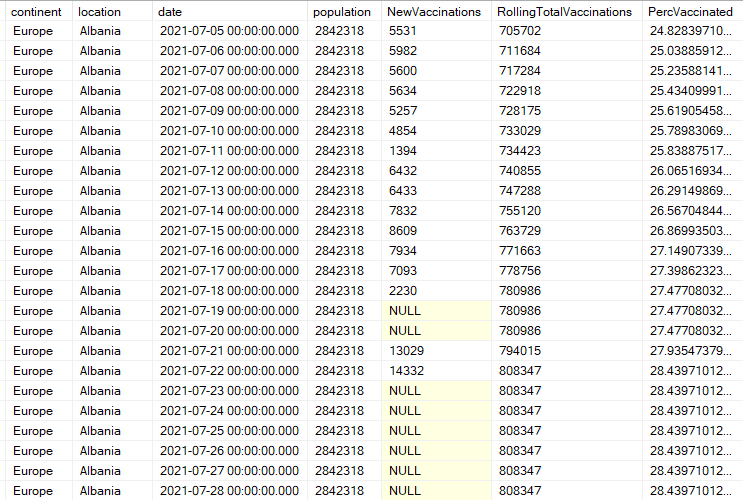 continent location date population NewVaccinations RollingTotalVaccinations PercVaccinated
Europe Albania 2021-07-05 00:00:00.000 2842318 5531 705702 24.82839710...
Europe Albania 2021-07-06 00:00:00.000 2842318 5982 711684 25.03885912...
Europe Albania 2021-07-07 00:00:00.000 2842318 5600 717284 25.23588141...
Europe Albania 2021-07-08 00:00:00.000 2842318 5634 722918 25.43409991...
Europe Albania 2021-07-09 00:00:00.000 2842318 5257 728175 25.61905458...
Europe Albania 2021-07-10 00:00:00.000 2842318 4854 733029 25.78983069...
Europe Albania 2021-07-11 00:00:00.000 2842318 1394 734423 25.83887517...
Europe Albania 2021-07-12 00:00:00.000 2842318 6432 740855 26.06516934...
Europe Albania 2021-07-13 00:00:00.000 2842318 6433 747288 26.29149869...
Europe Albania 2021-07-14 00:00:00.000 2842318 7832 755120 26.56704844...
Europe Albania 2021-07-15 00:00:00.000 2842318 8609 763729 26.86993503...
Europe Albania 2021-07-16 00:00:00.000 2842318 7934 771663 27.14907339...
Europe Albania 2021-07-17 00:00:00.000 2842318 7093 778756 27.39862323...
Europe Albania 2021-07-18 00:00:00.000 2842318 2230 780986 27.47708032...
Europe Albania 2021-07-19 00:00:00.000 2842318 NULL 780986 27.47708032...
Europe Albania 2021-07-20 00:00:00.000 2842318 NULL 780986 27.47708032...
Europe Albania 2021-07-21 00:00:00.000 2842318 13029 794015 27.93547379...
Europe Albania 2021-07-22 00:00:00.000 2842318 14332 808347 28.43971012...
Europe Albania 2021-07-23 00:00:00.000 2842318 NULL 808347 28.43971012...
Europe Albania 2021-07-24 00:00:00.000 2842318 NULL 808347 28.43971012...
Europe Albania 2021-07-25 00:00:00.000 2842318 NULL 808347 28.43971012...
Europe Albania 2021-07-26 00:00:00.000 2842318 NULL 808347 28.43971012...
Europe Albania 2021-07-27 00:00:00.000 2842318 NULL 808347 28.43971012...
Europe Albania 2021-07-28 00:00:00.000 2842318 NULL 808347 28.43971012...